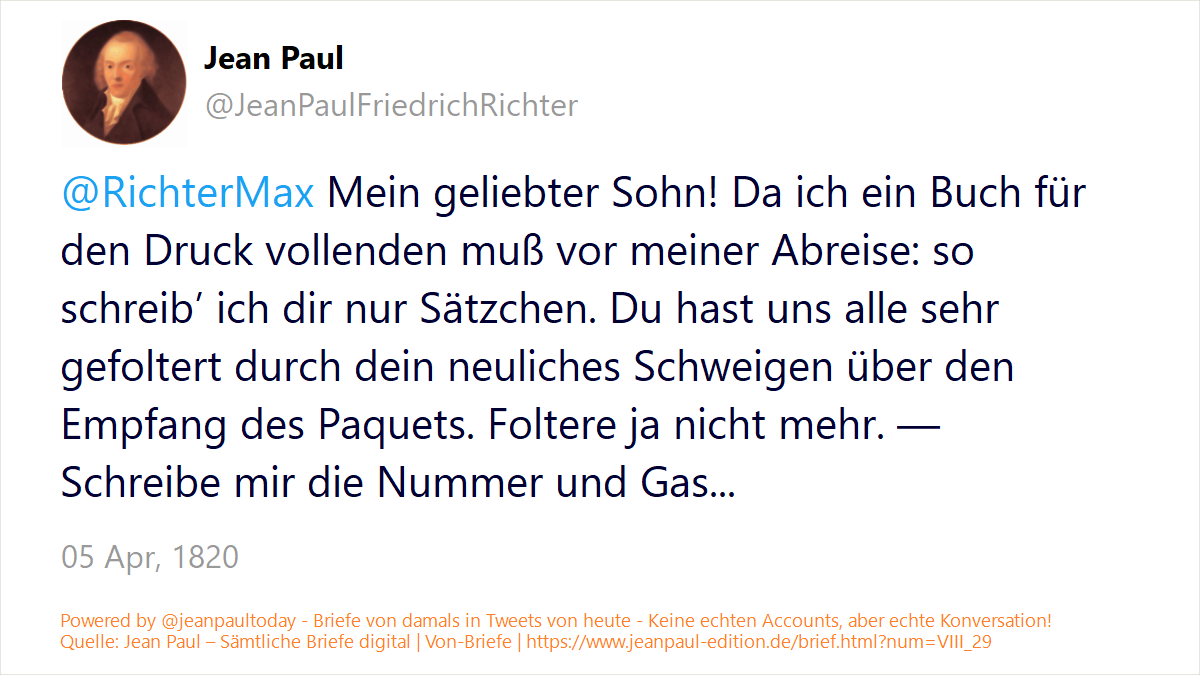 Jean Paul
@JeanPaulFriedrichRichter
@RichterMax Mein geliebter Sohn! Da ich ein Buch für
den Druck vollenden muß vor meiner Abreise: so
schreib’ ich dir nur Sätzchen. Du hast uns alle sehr
gefoltert durch dein neuliches Schweigen über den
Empfang des Paquets. Foltere ja nicht mehr. —
Schreibe mir die Nummer und Gas...
05 Apr, 1820
Powered by @jeanpaultoday - Briefe von damals in Tweets von heute - Keine echten Accounts, aber echte Konversation!
Quelle: Jean Paul – Sämtliche Briefe digital | Von-Briefe | https://www.jeanpaul-edition.de/brief.html?num=VIII_29